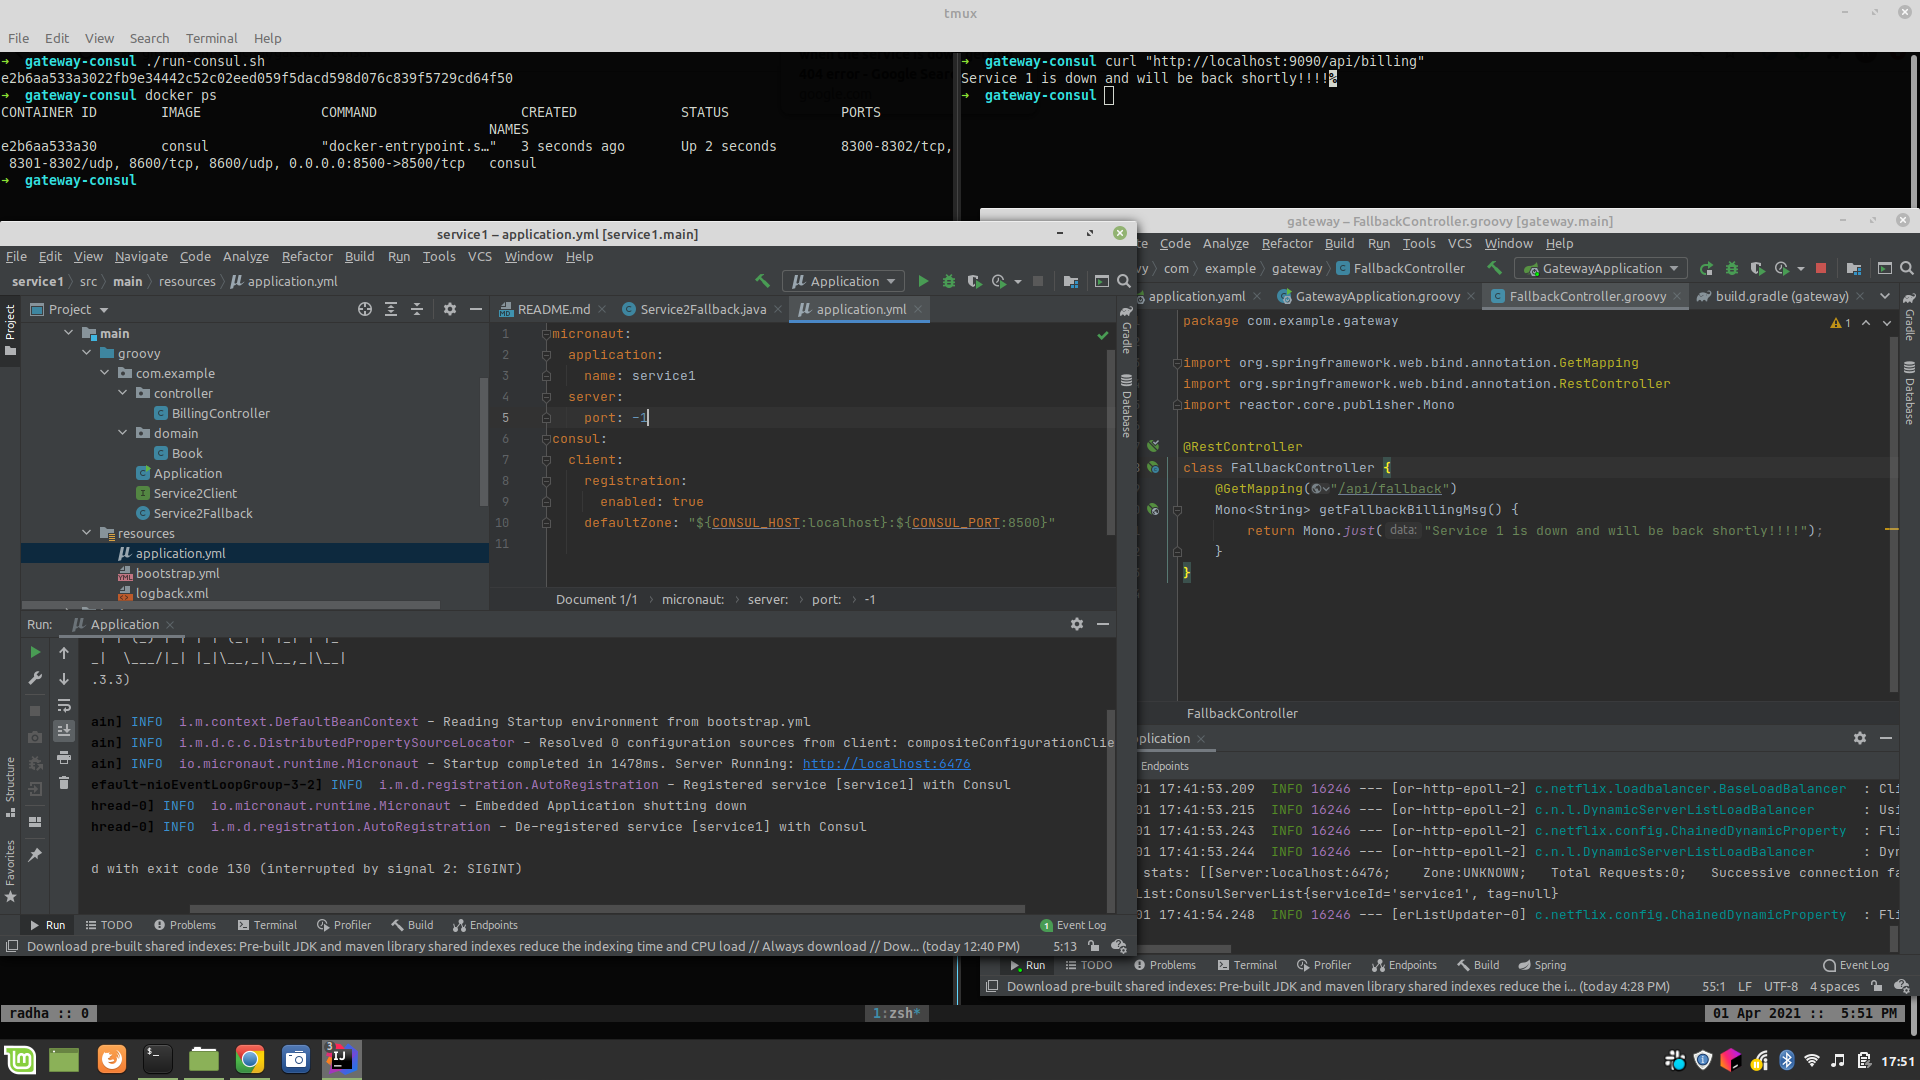 tmux
File Edit View Search Terminal Help
→ gateway-consul ./run-consul.sh
e2b6aa533a3022fb9e34442c52c02eed059f5dacd598d076c839f5729cd64f50
→ gateway-consul docker ps
CONTAINER ID IMAGE COMMAND CREATED STATUS PORTS
NAMES
e2b6aa533a30 consul "docker-entrypoint.s…" 3 seconds ago Up 2 seconds 8300-8302/tcp,
8301-8302/udp, 8600/tcp, 8600/udp, 0.0.0.0:8500->8500/tcp consul
→ gateway-consul
→ gateway-consul curl "http://localhost:9090/api/billing"
Service 1 is down and will be back shortly!!!!%
→ gateway-consul
service1 – application.yml [service1.main]
File Edit View Navigate Code Analyze Refactor Build Run Tools VCS Window Help
service1 src main resources application.yml
Application
Project
README.md Service2Fallback.java application.yml
main
groovy
com.example
controller
BillingController
domain
Book
Application
Service2Client
Service2Fallback
resources
application.yml
bootstrap.yml
logback.xml
1 micronaut:
2 application:
3 name: service1
4 server:
5 port: -1
6 consul:
7 client:
8 registration:
9 enabled: true
10 defaultZone: "${CONSUL_HOST:localhost}:${CONSUL_PORT:8500}"
11
Document 1/1 micronaut: server: port: -1
Project
Structure
Favorites
Gradle
Database
Run: Application
_| \___/|_| |_|\__,_|\__,_|\__|
.3.3)
ain] INFO i.m.context.DefaultBeanContext – Reading Startup environment from bootstrap.yml
ain] INFO i.m.d.c.c.DistributedPropertySourceLocator – Resolved 0 configuration sources from client: compositeConfigurationClie
ain] INFO io.micronaut.runtime.Micronaut – Startup completed in 1478ms. Server Running: http://localhost:6476
efault-nioEventLoopGroup-3-2] INFO i.m.d.registration.AutoRegistration – Registered service [service1] with Consul
hread-0] INFO io.micronaut.runtime.Micronaut – Embedded Application shutting down
hread-0] INFO i.m.d.registration.AutoRegistration – De-registered service [service1] with Consul
d with exit code 130 (interrupted by signal 2: SIGINT)
Run TODO Problems Terminal Profiler Build Endpoints 1 Event Log
Download pre-built shared indexes: Pre-built JDK and maven library shared indexes reduce the indexing time and CPU load // Always download // Dow... (today 12:40 PM) 5:13
gateway – FallbackController.groovy [gateway.main]
te Code Analyze Refactor Build Run Tools VCS Window Help
vy com example gateway FallbackController
GatewayApplication
application.yaml GatewayApplication.groovy FallbackController.groovy build.gradle (gateway)
package com.example.gateway
1
import org.springframework.web.bind.annotation.GetMapping
import org.springframework.web.bind.annotation.RestController
import reactor.core.publisher.Mono
@RestController
class FallbackController {
@GetMapping("/api/fallback")
Mono<String> getFallbackBillingMsg() {
return Mono.just( data: "Service 1 is down and will be back shortly!!!!");
}
}
FallbackController
Gradle
Database
plication
Endpoints
01 17:41:53.209 INFO 16246 --- [or-http-epoll-2] c.netflix.loadbalancer.BaseLoadBalancer : Cli
01 17:41:53.215 INFO 16246 --- [or-http-epoll-2] c.n.l.DynamicServerListLoadBalancer : Usi
01 17:41:53.243 INFO 16246 --- [or-http-epoll-2] c.netflix.config.ChainedDynamicProperty : Fli
01 17:41:53.244 INFO 16246 --- [or-http-epoll-2] c.n.l.DynamicServerListLoadBalancer : Dyn
stats: [[Server:localhost:6476; Zone:UNKNOWN; Total Requests:0; Successive connection fa
List:ConsulServerList{serviceId='service1', tag=null}
01 17:41:54.248 INFO 16246 --- [erListUpdater-0] c.netflix.config.ChainedDynamicProperty : Fli
Run TODO Problems Terminal Profiler Endpoints Build Spring Event Log
Download pre-built shared indexes: Pre-built JDK and maven library shared indexes reduce the i... (today 4:28 PM) 55:1 LF UTF-8 4 spaces
radha :: 0 1:zsh* 01 Apr 2021 :: 5:51 PM
3
17:51